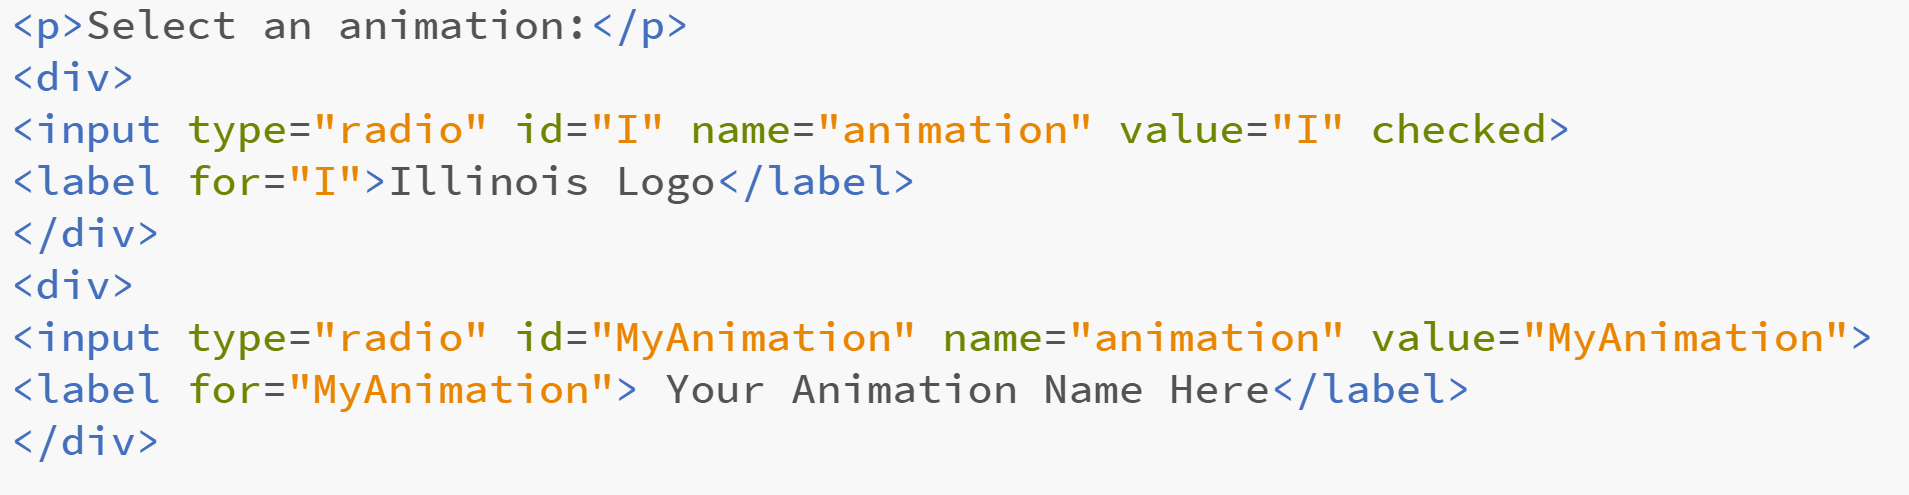 <p>Select an animation:</p>
<div>
<input type="radio" id="I" name="animation" value="I" checked>
<label for="I">Illinois Logo</label>
</div>
<div>
<input type="radio" id="MyAnimation" name="animation" value="MyAnimation">
<label for="MyAnimation"> Your Animation Name Here</label>
</div>